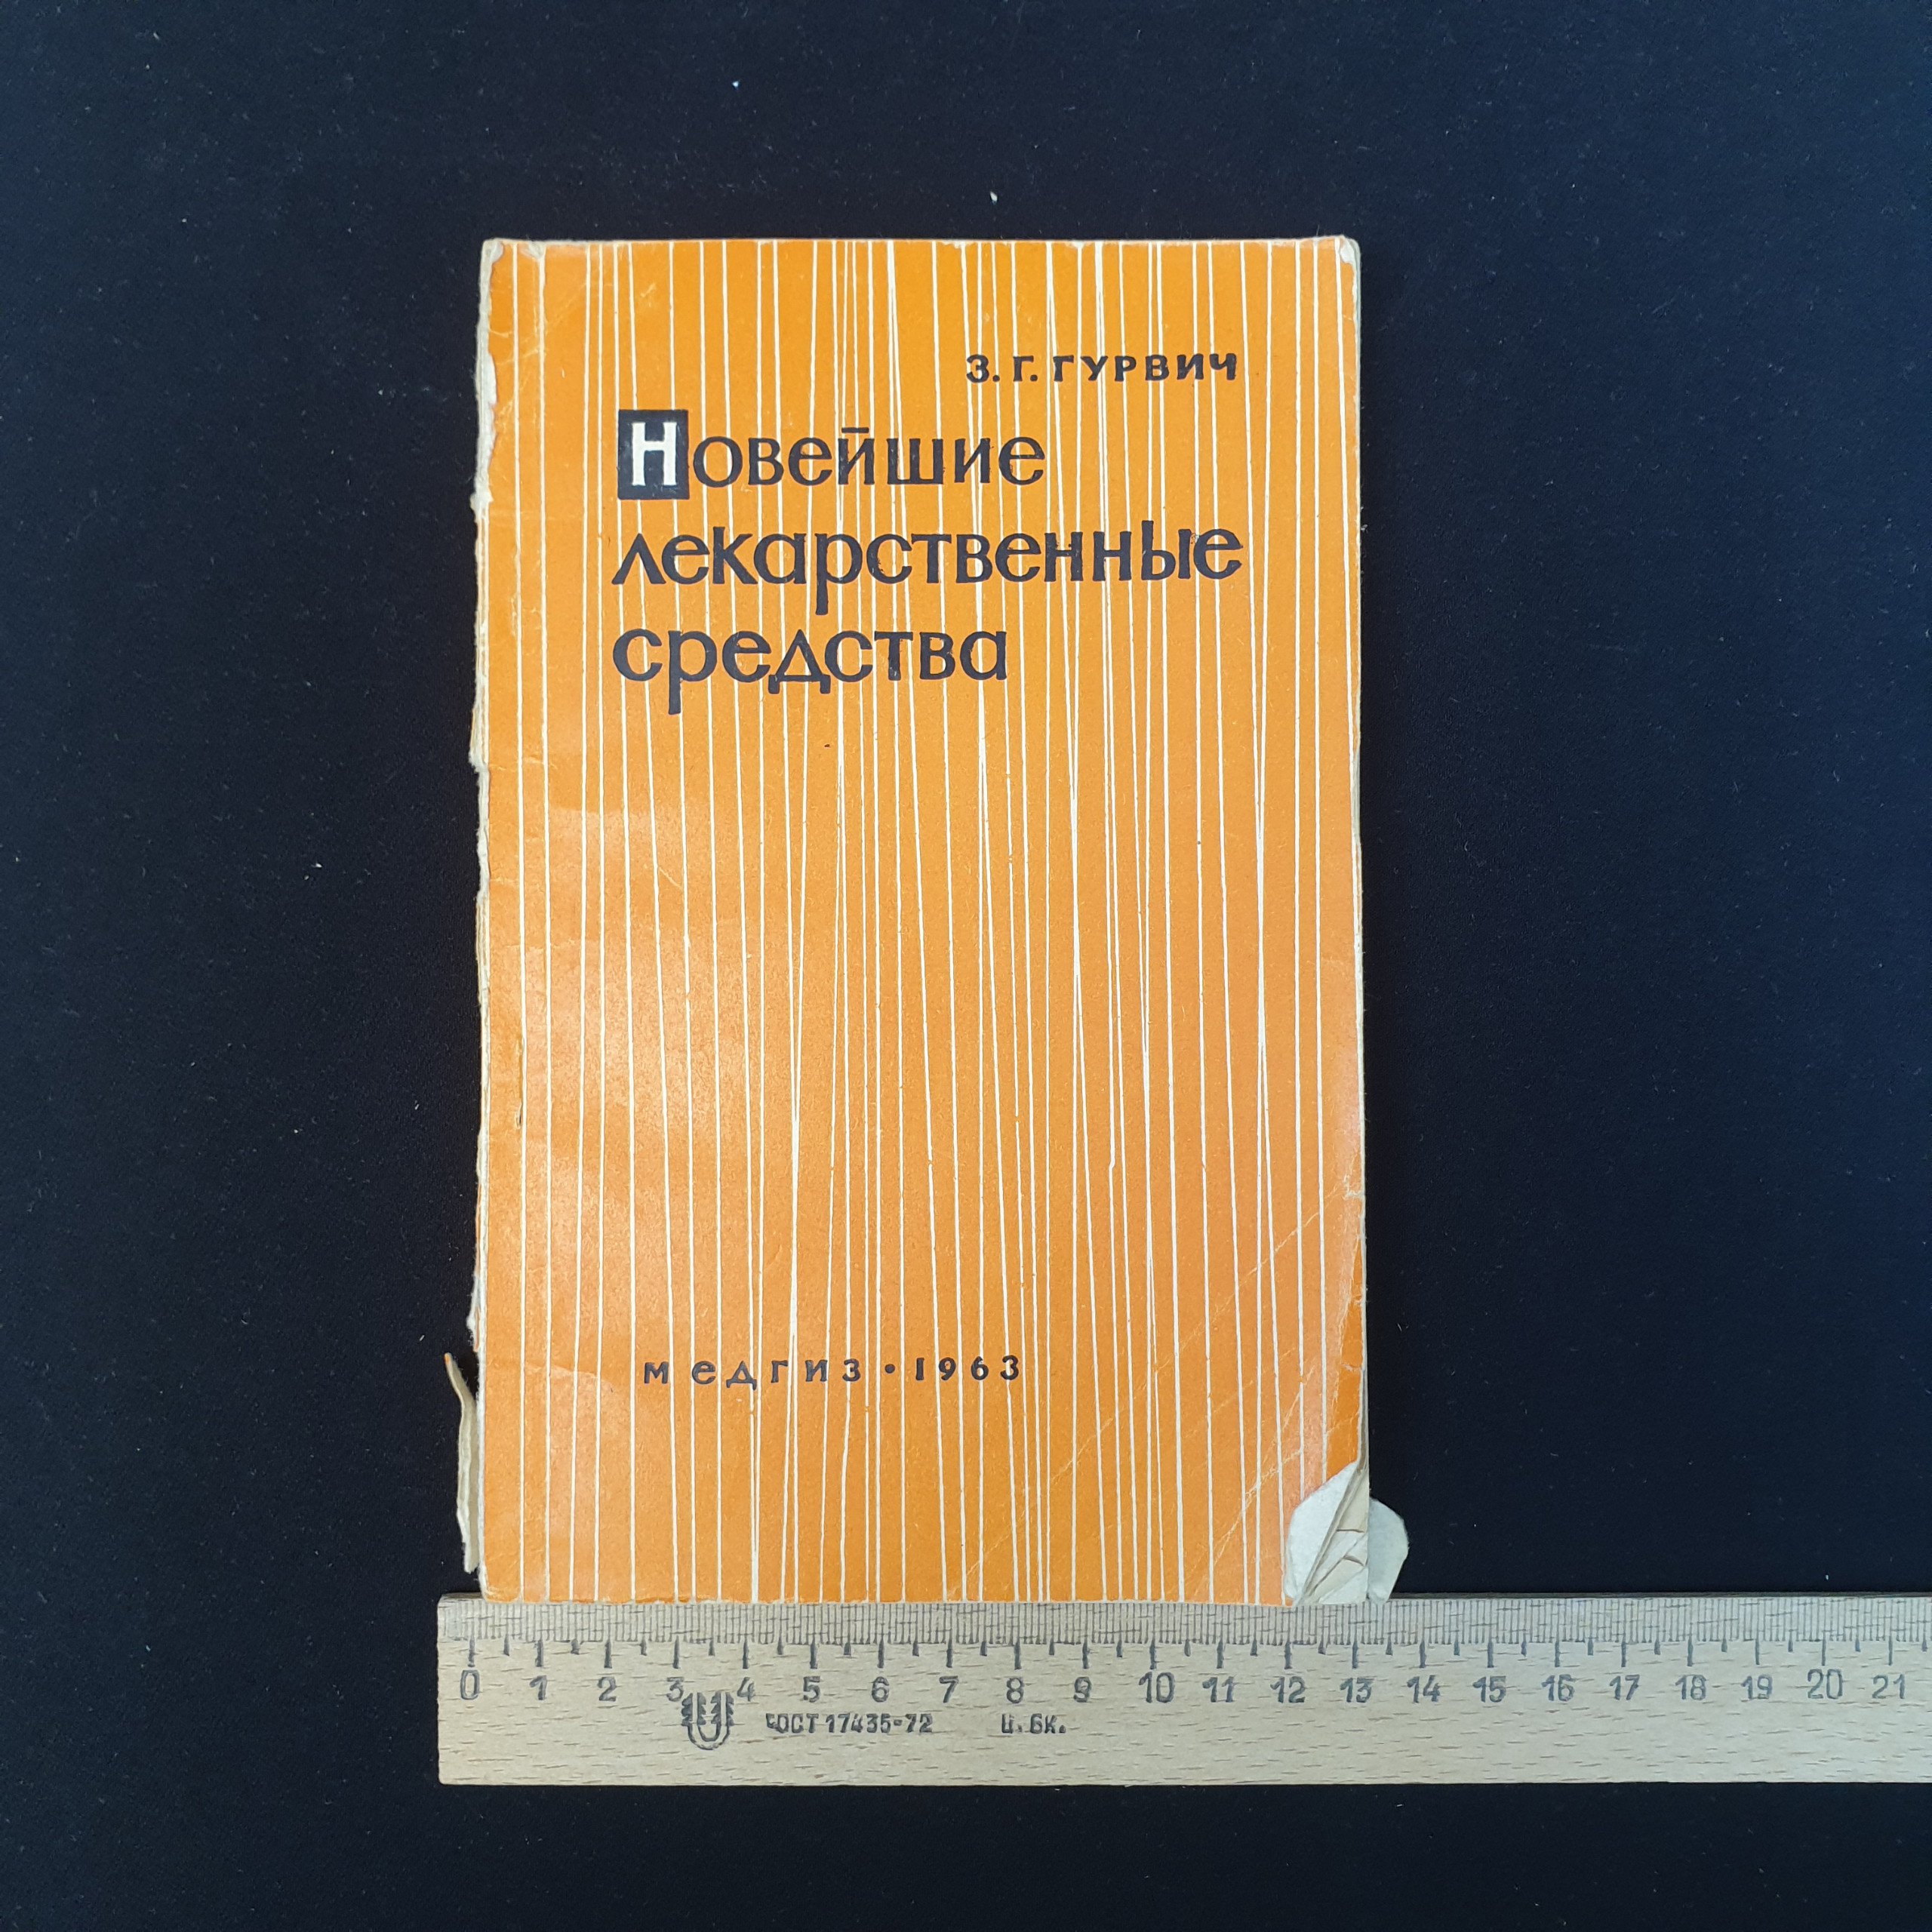 З. Г. ГУРВИЧ
Новейшие
лекарственные
средства
медгиз • 1963
0 1 2 3 4 5 6 7 8 9 10 11 12 13 14 15 16 17 18 19 20 21
ГОСТ 17435-72 Ц. 6к.